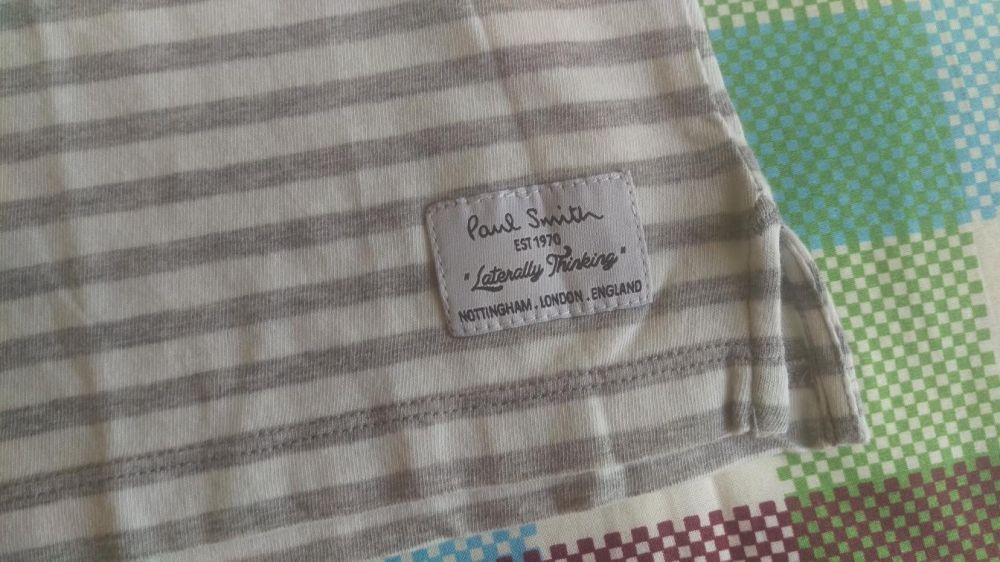 Paul Smith
EST 1970
"Laterally Thinking"
NOTTINGHAM . LONDON . ENGLAND